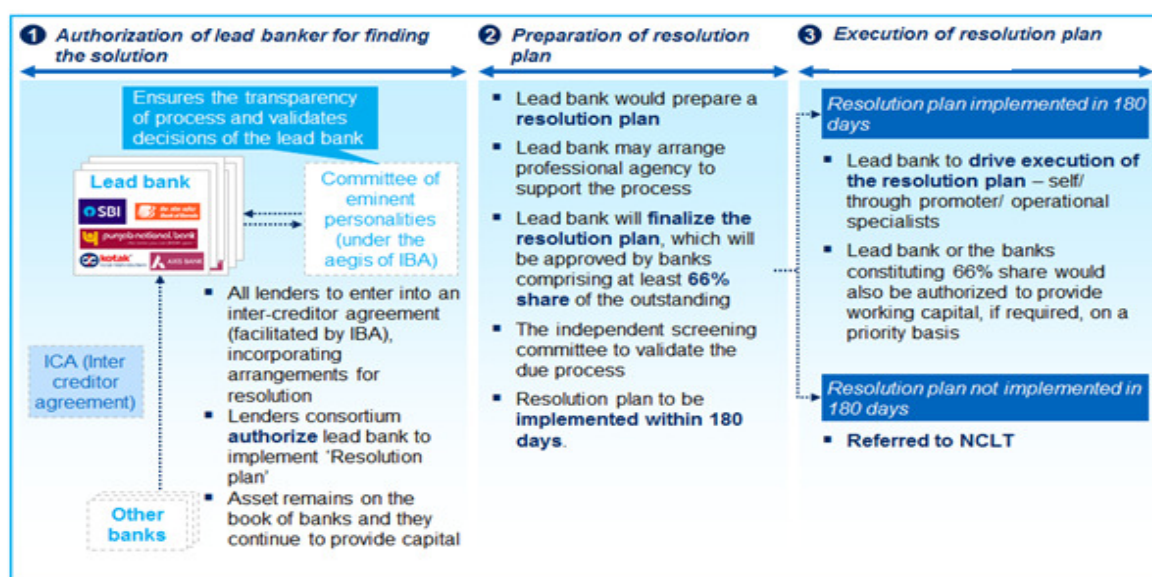 1 Authorization of lead banker for finding
the solution
Ensures the transparency
of process and validates
decisions of the lead bank
Lead bank
SBI
punjab national bank
kotak
AXIS BANK
Committee of
eminent
personalities
(under the
aegis of IBA)
ICA (Inter
creditor
agreement)
Other
banks
▪ All lenders to enter into an
inter-creditor agreement
(facilitated by IBA),
incorporating
arrangements for
resolution
▪ Lenders consortium
authorize lead bank to
implement 'Resolution
plan'
▪ Asset remains on the
book of banks and they
continue to provide capital
2 Preparation of resolution
plan
▪ Lead bank would prepare a
resolution plan
▪ Lead bank may arrange
professional agency to
support the process
▪ Lead bank will finalize the
resolution plan, which will
be approved by banks
comprising at least 66%
share of the outstanding
▪ The independent screening
committee to validate the
due process
▪ Resolution plan to be
implemented within 180
days.
3 Execution of resolution plan
Resolution plan implemented in 180
days
▪ Lead bank to drive execution of
the resolution plan – self/
through promoter/ operational
specialists
▪ Lead bank or the banks
constituting 66% share would
also be authorized to provide
working capital, if required, on a
priority basis
Resolution plan not implemented in
180 days
▪ Referred to NCLT